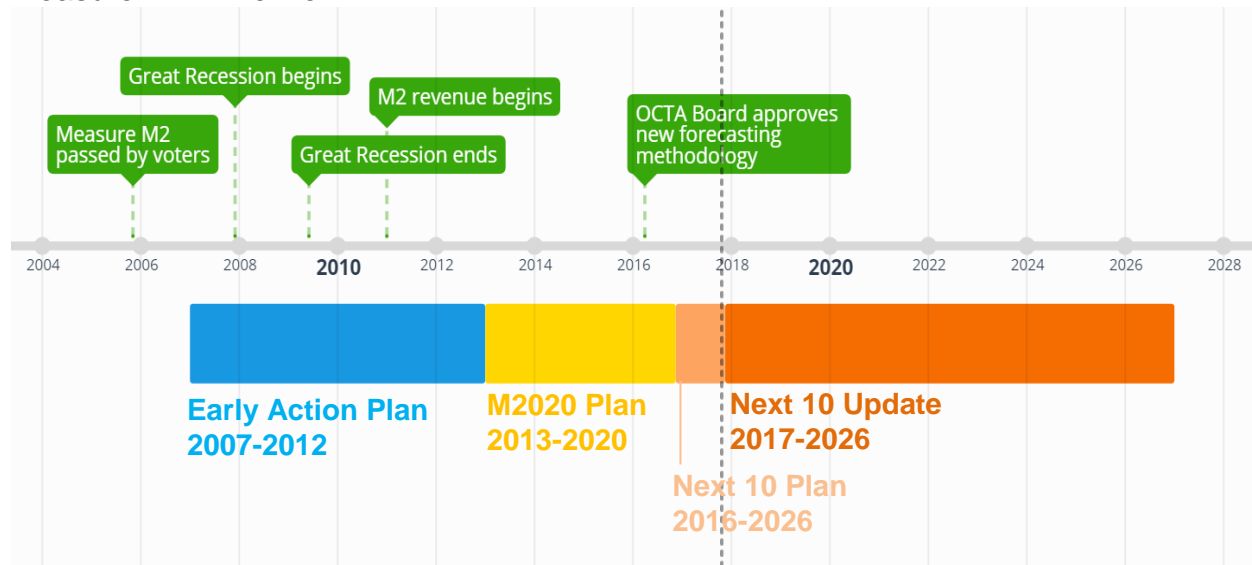 Great Recession begins
M2 revenue begins
OCTA Board approves
new forecasting
methodology
Measure M2
passed by voters
Great Recession ends
2004
2006
2008
2010
2012
2014
2016
2018
2020
2022
2024
2026
2028
Early Action Plan
2007-2012
M2020 Plan
2013-2020
Next 10 Update
2017-2026
Next 10 Plan
2016-2026